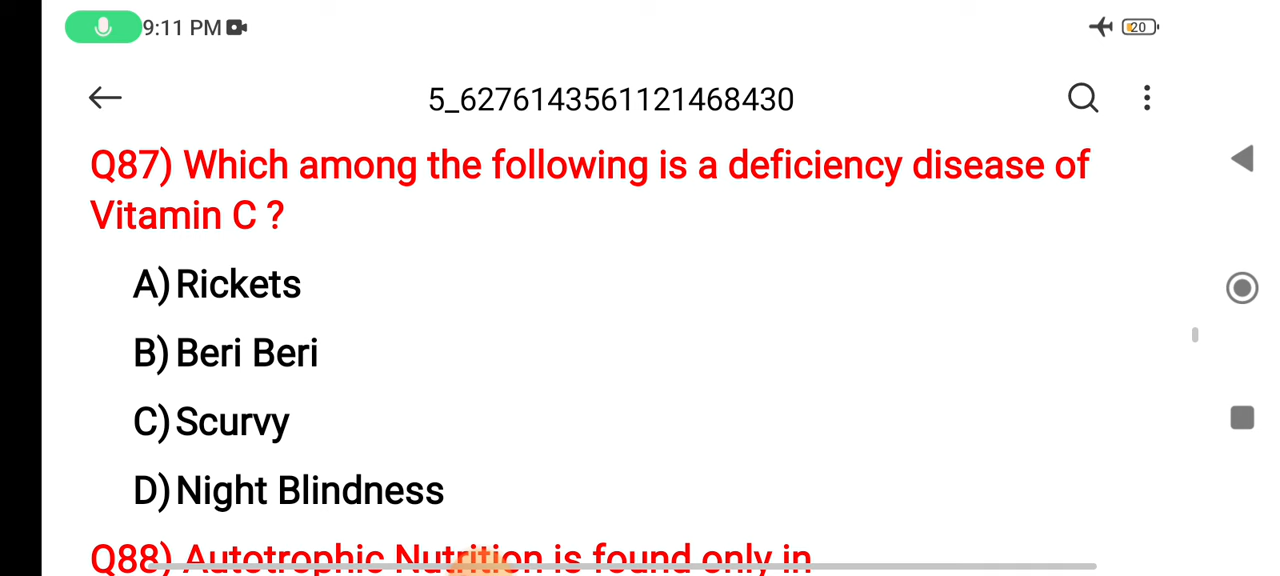 9:11 PM
20
5_6276143561121468430
Q87) Which among the following is a deficiency disease of
Vitamin C ?
A) Rickets
B) Beri Beri
C) Scurvy
D) Night Blindness
Q88) Autotrophic Nutrition is found only in